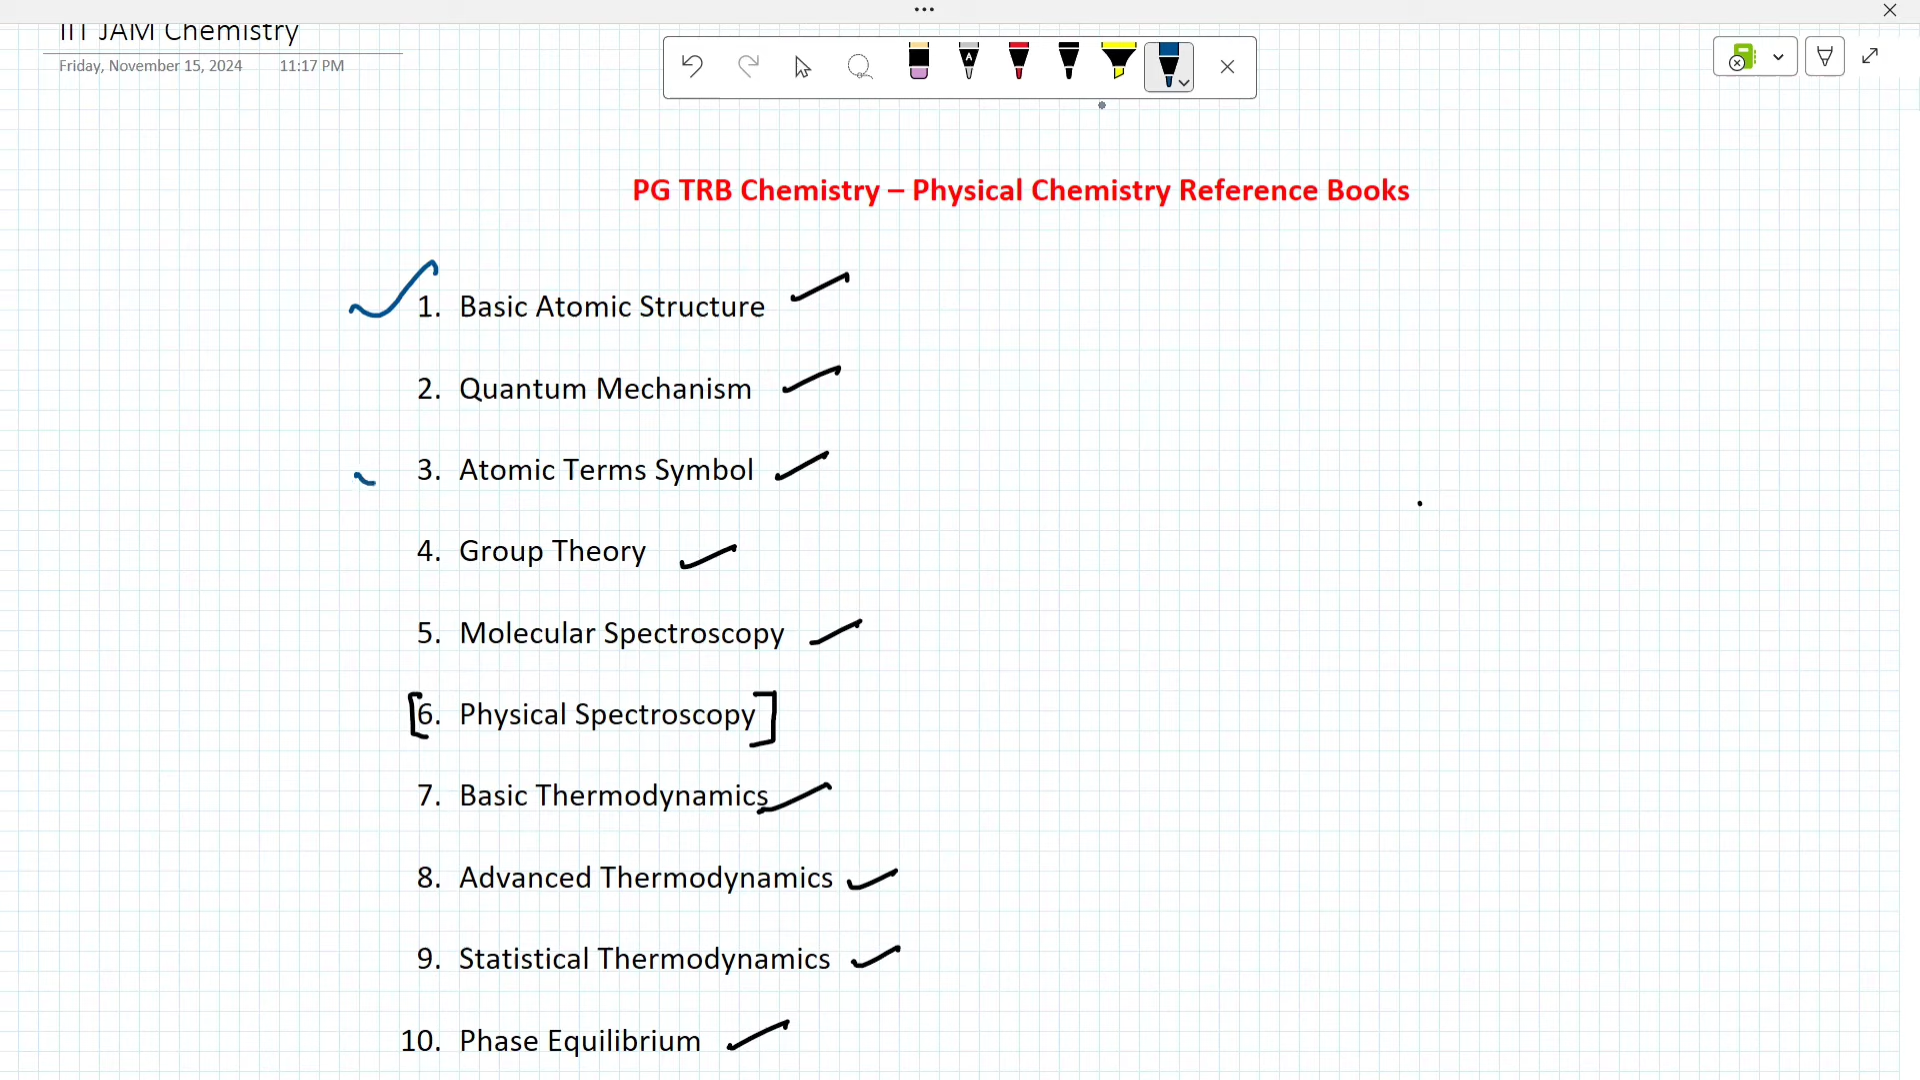 IIT JAM Chemistry
Friday, November 15, 2024 11:17 PM
PG TRB Chemistry – Physical Chemistry Reference Books
1. Basic Atomic Structure
2. Quantum Mechanism
3. Atomic Terms Symbol
4. Group Theory
5. Molecular Spectroscopy
6. Physical Spectroscopy
7. Basic Thermodynamics
8. Advanced Thermodynamics
9. Statistical Thermodynamics
10. Phase Equilibrium